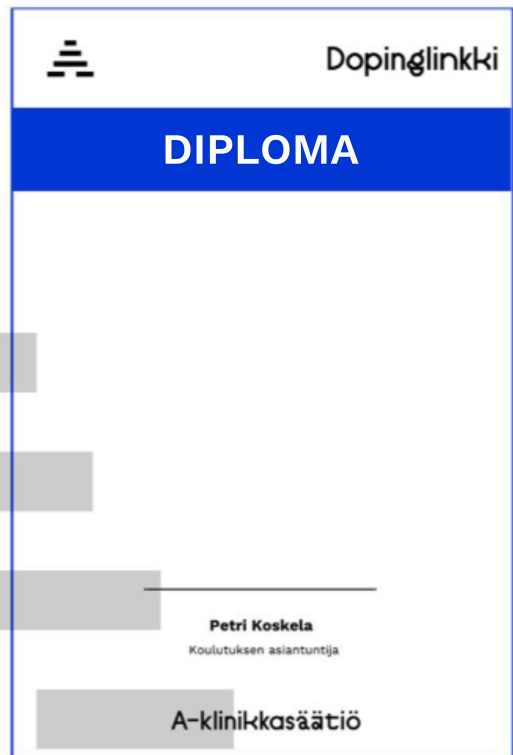 Dopinglinkki
DIPLOMA
Petri Koskela
Koulutuksen asiantuntija
A-klinikkasäätiö